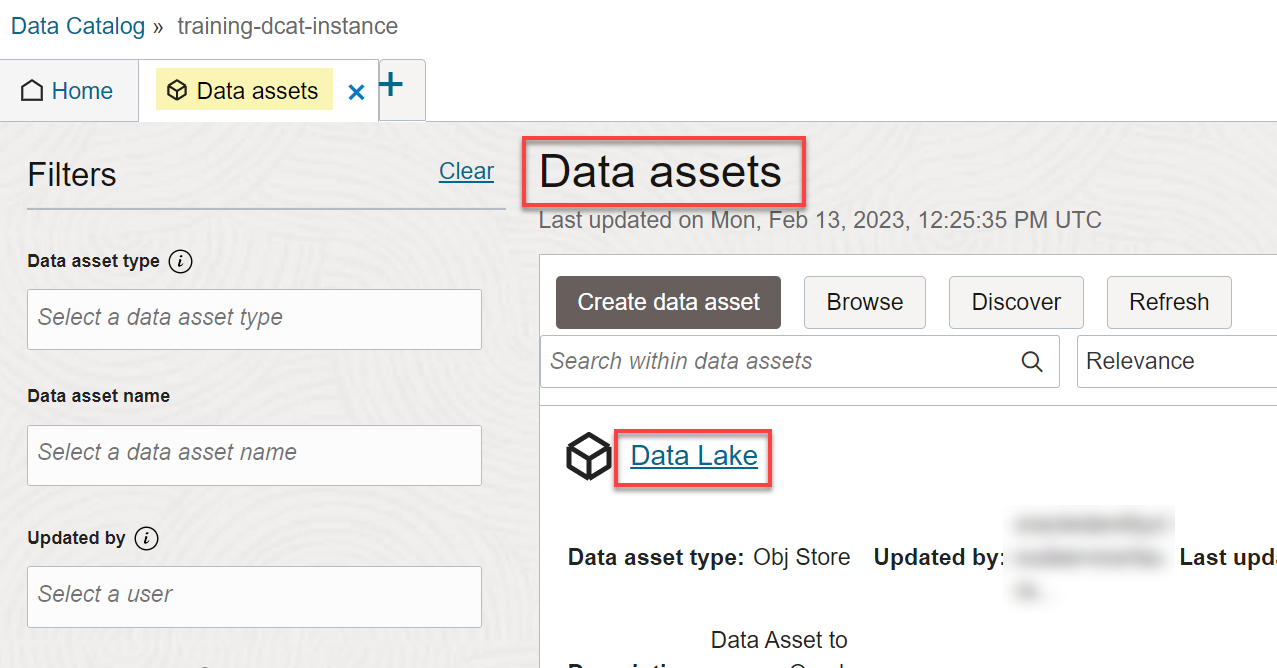 Data Catalog » training-dcat-instance
Home
Data assets
Filters
Clear
Data asset type
Select a data asset type
Data asset name
Select a data asset name
Updated by
Select a user
Data assets
Last updated on Mon, Feb 13, 2023, 12:25:35 PM UTC
Create data asset Browse Discover Refresh
Search within data assets Relevance
Data Lake
Data asset type: Obj Store Updated by: Last upd
Data Asset to